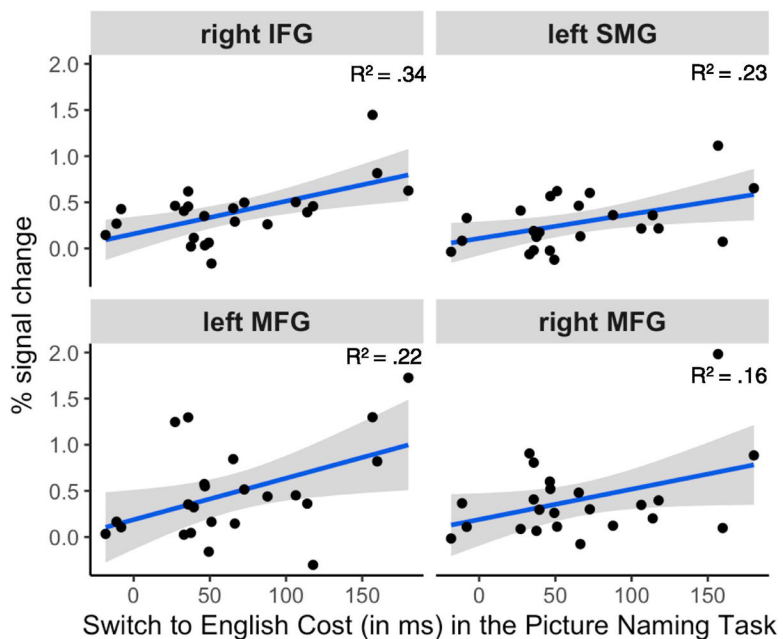 right IFG
left SMG
R² = .34
R² = .23
2.0
1.5
1.0
0.5
0.0
left MFG
right MFG
R² = .22
R² = .16
2.0
1.5
1.0
0.5
0.0
% signal change
0 50 100 150
0 50 100 150
Switch to English Cost (in ms) in the Picture Naming Task